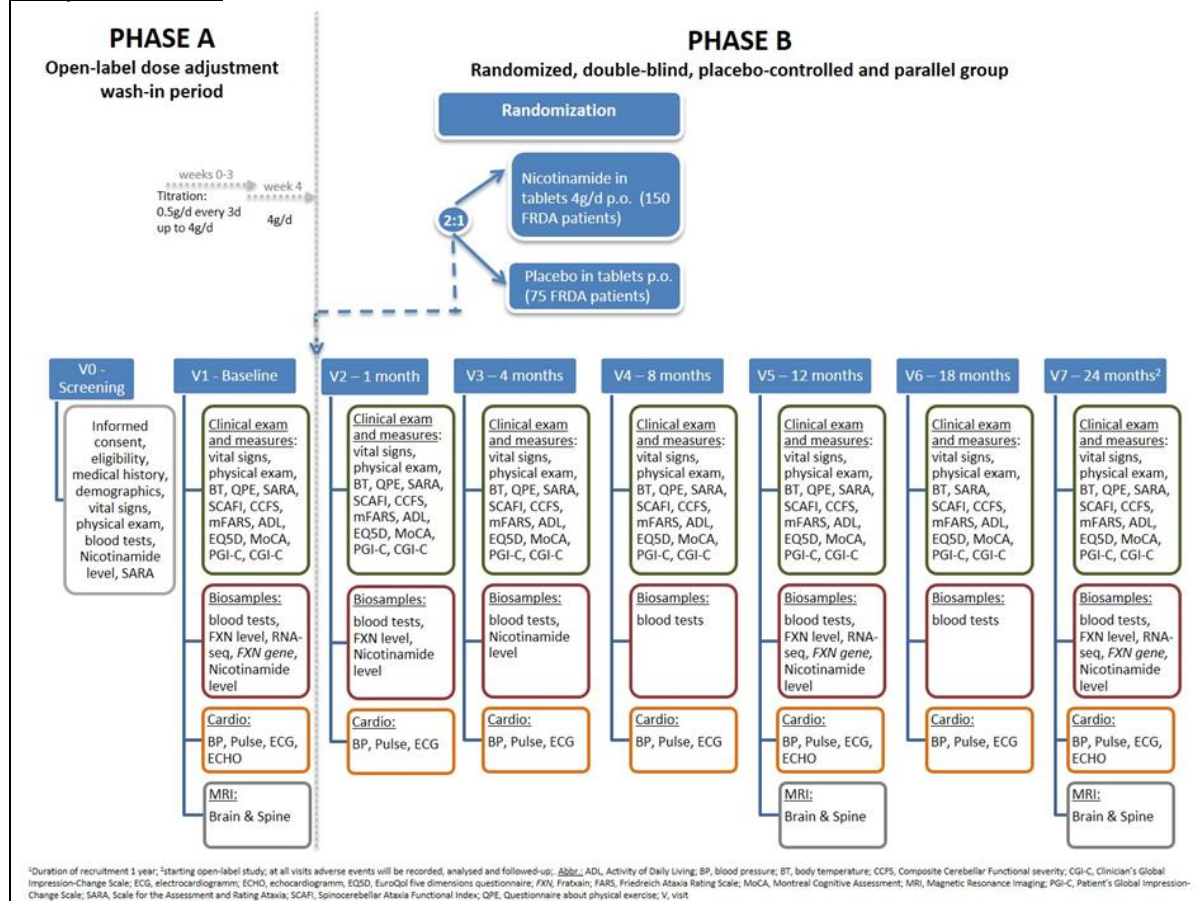 PHASE A
Open-label dose adjustment
wash-in period
PHASE B
Randomized, double-blind, placebo-controlled and parallel group
Randomization
weeks 0-3
week 4
Titration:
0.5g/d every 3d
up to 4g/d
4g/d
2:1
Nicotinamide in
tablets 4g/d p.o. (150
FRDA patients)
Placebo in tablets p.o.
(75 FRDA patients)
V0 -
Screening
Informed
consent,
eligibility,
medical history,
demographics,
vital signs,
physical exam,
blood tests,
Nicotinamide
level, SARA
V1 - Baseline
Clinical exam
and measures:
vital signs,
physical exam,
BT, QPE, SARA,
SCAFI, CCFS,
mFARS, ADL,
EQ5D, MoCA,
PGI-C, CGI-C
Biosamples:
blood tests,
FXN level, RNA-
seq, FXN gene,
Nicotinamide
level
Cardio:
BP, Pulse, ECG,
ECHO
MRI:
Brain & Spine
V2 – 1 month
Clinical exam
and measures:
vital signs,
physical exam,
BT, QPE, SARA,
SCAFI, CCFS,
mFARS, ADL,
EQ5D, MoCA,
PGI-C, CGI-C
Biosamples:
blood tests,
FXN level,
Nicotinamide
level
Cardio:
BP, Pulse, ECG
V3 – 4 months
Clinical exam
and measures:
vital signs,
physical exam,
BT, QPE, SARA,
SCAFI, CCFS,
mFARS, ADL,
EQ5D, MoCA,
PGI-C, CGI-C
Biosamples:
blood tests,
Nicotinamide
level
Cardio:
BP, Pulse, ECG
V4 – 8 months
Clinical exam
and measures:
vital signs,
physical exam,
BT, QPE, SARA,
SCAFI, CCFS,
mFARS, ADL,
EQ5D, MoCA,
PGI-C, CGI-C
Biosamples:
blood tests
Cardio:
BP, Pulse, ECG
V5 – 12 months
Clinical exam
and measures:
vital signs,
physical exam,
BT, QPE, SARA,
SCAFI, CCFS,
mFARS, ADL,
EQ5D, MoCA,
PGI-C, CGI-C
Biosamples:
blood tests,
FXN level, RNA-
seq, FXN gene,
Nicotinamide
level
Cardio:
BP, Pulse, ECG,
ECHO
MRI:
Brain & Spine
V6 – 18 months
Clinical exam
and measures:
vital signs,
physical exam,
BT, SARA,
SCAFI, CCFS,
mFARS, ADL,
EQ5D, MoCA,
PGI-C, CGI-C
Biosamples:
blood tests
Cardio:
BP, Pulse, ECG
V7 – 24 months²
Clinical exam
and measures:
vital signs,
physical exam,
BT, QPE, SARA,
SCAFI, CCFS,
mFARS, ADL,
EQ5D, MoCA,
PGI-C, CGI-C
Biosamples:
blood tests,
FXN level, RNA-
seq, FXN gene,
Nicotinamide
level
Cardio:
BP, Pulse, ECG,
ECHO
MRI:
Brain & Spine
¹Duration of recruitment 1 year; ²starting open-label study; at all visits adverse events will be recorded, analysed and followed-up;. Abbr.: ADL, Activity of Daily Living; BP, blood pressure; BT, body temperature; CCFS, Composite Cerebellar Functional severity; CGI-C, Clinician's Global
Impression-Change Scale; ECG, electrocardiogramm; ECHO, echocardiogramm, EQ5D, EuroQol five dimensions questionnaire; FXN, Frataxin; FARS, Friedreich Ataxia Rating Scale; MoCA, Montreal Cognitive Assessment; MRI, Magnetic Resonance Imaging; PGI-C, Patient's Global Impression-
Change Scale; SARA, Scale for the Assessment and Rating Ataxia; SCAFI, Spinocerebellar Ataxia Functional Index; QPE, Questionnaire about physical exercise; V, visit